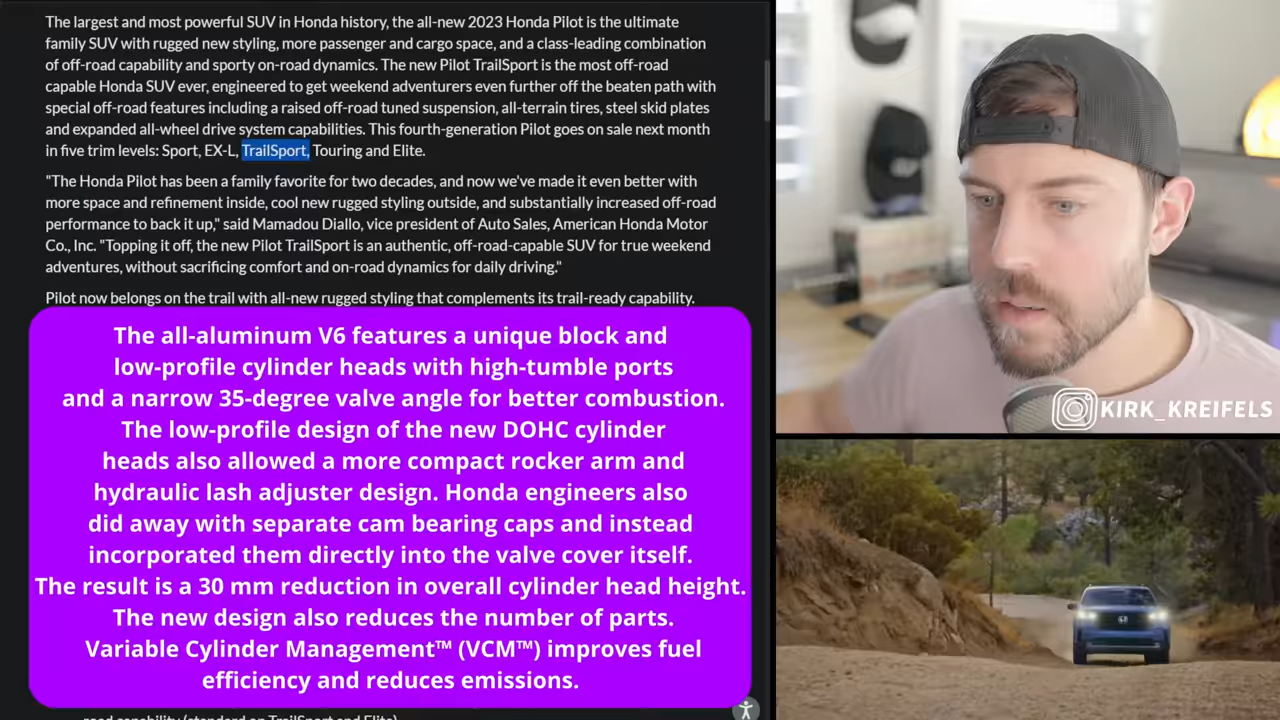 The largest and most powerful SUV in Honda history, the all-new 2023 Honda Pilot is the ultimate
family SUV with rugged new styling, more passenger and cargo space, and a class-leading combination
of off-road capability and sporty on-road dynamics. The new Pilot TrailSport is the most off-road
capable Honda SUV ever, engineered to get weekend adventurers even further off the beaten path with
special off-road features including a raised off-road tuned suspension, all-terrain tires, steel skid plates
and expanded all-wheel drive system capabilities. This fourth-generation Pilot goes on sale next month
in five trim levels: Sport, EX-L, TrailSport, Touring and Elite.
"The Honda Pilot has been a family favorite for two decades, and now we've made it even better with
more space and refinement inside, cool new rugged styling outside, and substantially increased off-road
performance to back it up," said Mamadou Diallo, vice president of Auto Sales, American Honda Motor
Co., Inc. "Topping it off, the new Pilot TrailSport is an authentic, off-road-capable SUV for true weekend
adventures, without sacrificing comfort and on-road dynamics for daily driving."
Pilot now belongs on the trail with all-new rugged styling that complements its trail-ready capability.
The all-aluminum V6 features a unique block and
low-profile cylinder heads with high-tumble ports
and a narrow 35-degree valve angle for better combustion.
The low-profile design of the new DOHC cylinder
heads also allowed a more compact rocker arm and
hydraulic lash adjuster design. Honda engineers also
did away with separate cam bearing caps and instead
incorporated them directly into the valve cover itself.
The result is a 30 mm reduction in overall cylinder head height.
The new design also reduces the number of parts.
Variable Cylinder Management™ (VCM™) improves fuel
efficiency and reduces emissions.
road capability (standard on TrailSport and Elite)
KIRK_KREIFELS